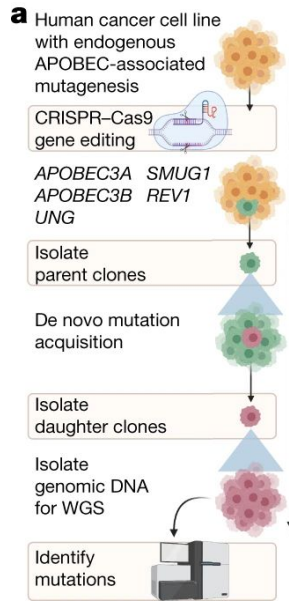 a
Human cancer cell line
with endogenous
APOBEC-associated
mutagenesis
CRISPR–Cas9
gene editing
APOBEC3A SMUG1
APOBEC3B REV1
UNG
Isolate
parent clones
De novo mutation
acquisition
Isolate
daughter clones
Isolate
genomic DNA
for WGS
Identify
mutations